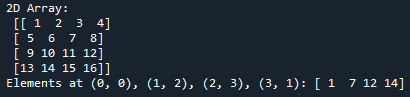 2D Array:
[[ 1  2  3  4]
[ 5  6  7  8]
[ 9 10 11 12]
[13 14 15 16]]
Elements at (0, 0), (1, 2), (2, 3), (3, 1): [ 1  7 12 14]